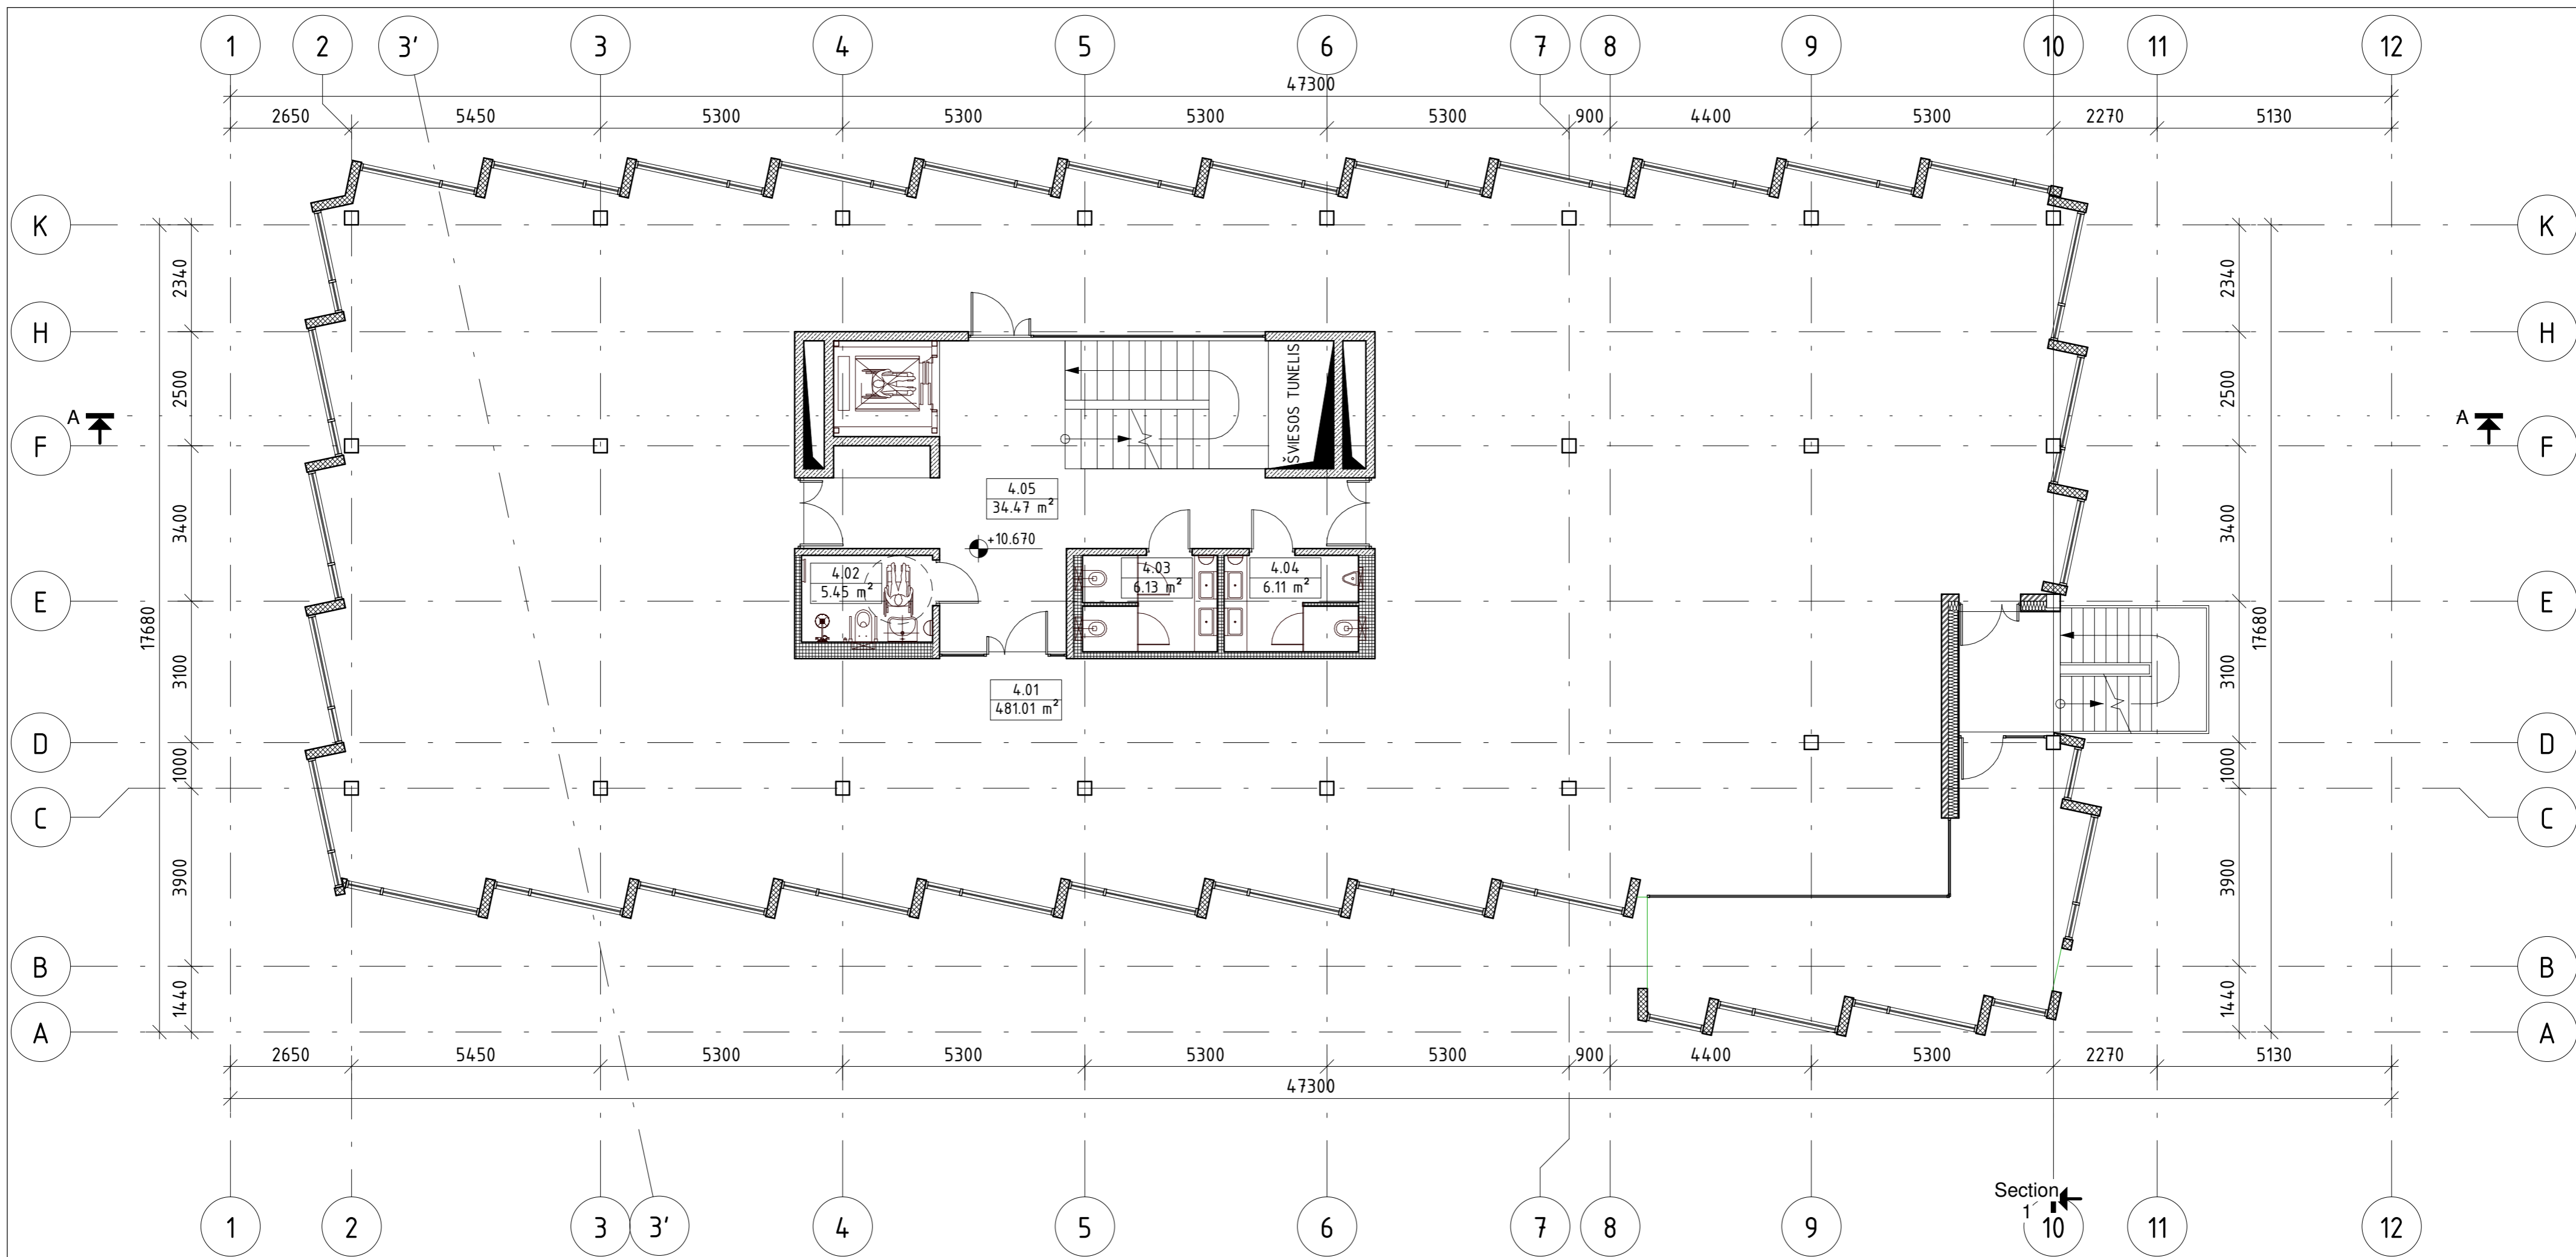 1 2 3' 3 4 5 6 7 8 9 10 11 12
47300
2650 5450 5300 5300 5300 5300 900 4400 5300 2270 5130
K K
2340 2340
H H
2500 2500
ŠVIESOS TUNELIS
A A
F F
3400 3400
4.05
34.47 m²
+10.670
4.02
5.45 m²
4.03
6.13 m²
4.04
6.11 m²
E E
17680 17680
3100 3100
4.01
481.01 m²
D D
1000 1000
C C
3900 3900
B B
1440 1440
A A
2650 5450 5300 5300 5300 5300 900 4400 5300 2270 5130
47300
Section
1
1 2 3 3' 4 5 6 7 8 9 10 11 12